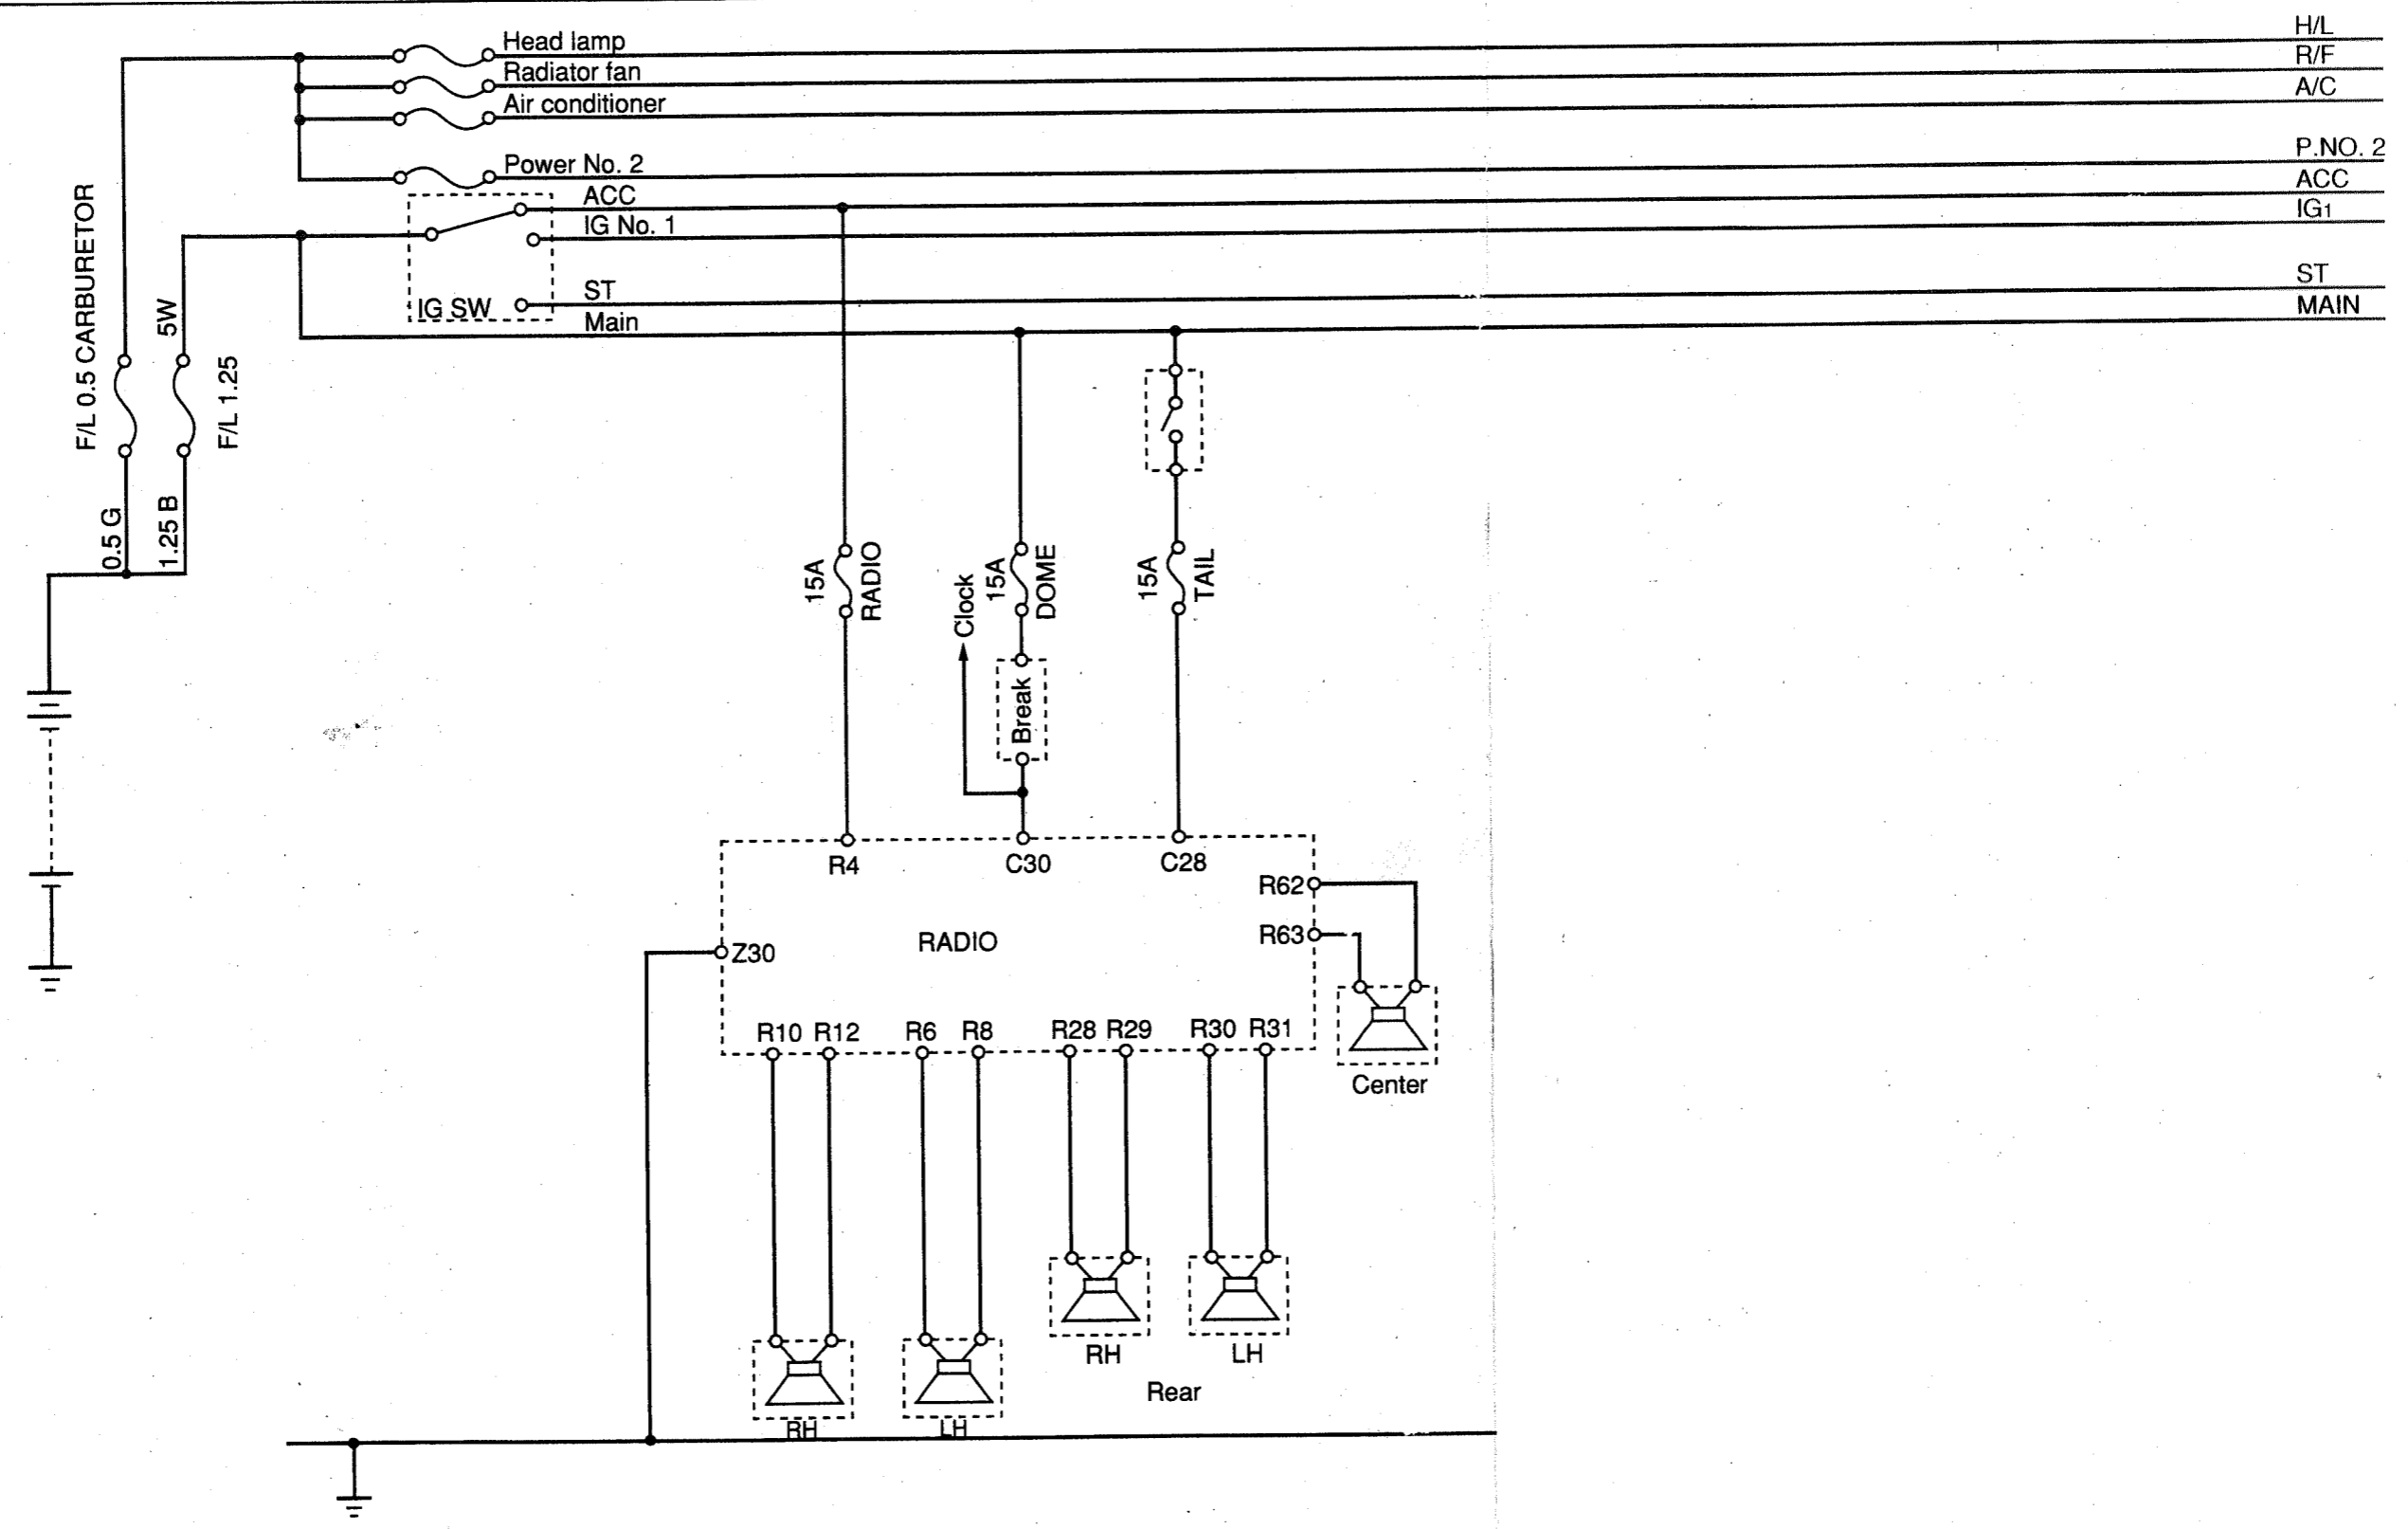 Head lamp
H/L
Radiator fan
R/F
Air conditioner
A/C
Power No. 2
P.NO. 2
ACC
ACC
IG No. 1
IG1
IG SW
ST
ST
Main
MAIN
F/L 0.5 CARBURETOR
5W
F/L 1.25
0.5 G
1.25 B
15A
RADIO
Clock
15A
DOME
15A
TAIL
Break
R4
C30
C28
R62
R63
RADIO
Z30
R10 R12
R6 R8
R28 R29
R30 R31
Center
RH
LH
Rear
RH
LH